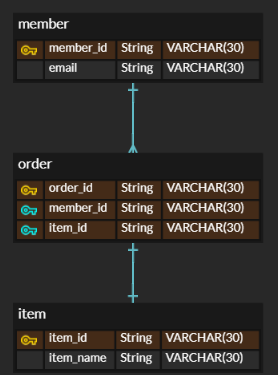 member
member_id String VARCHAR(30)
email String VARCHAR(30)
order
order_id String VARCHAR(30)
member_id String VARCHAR(30)
item_id String VARCHAR(30)
item
item_id String VARCHAR(30)
item_name String VARCHAR(30)